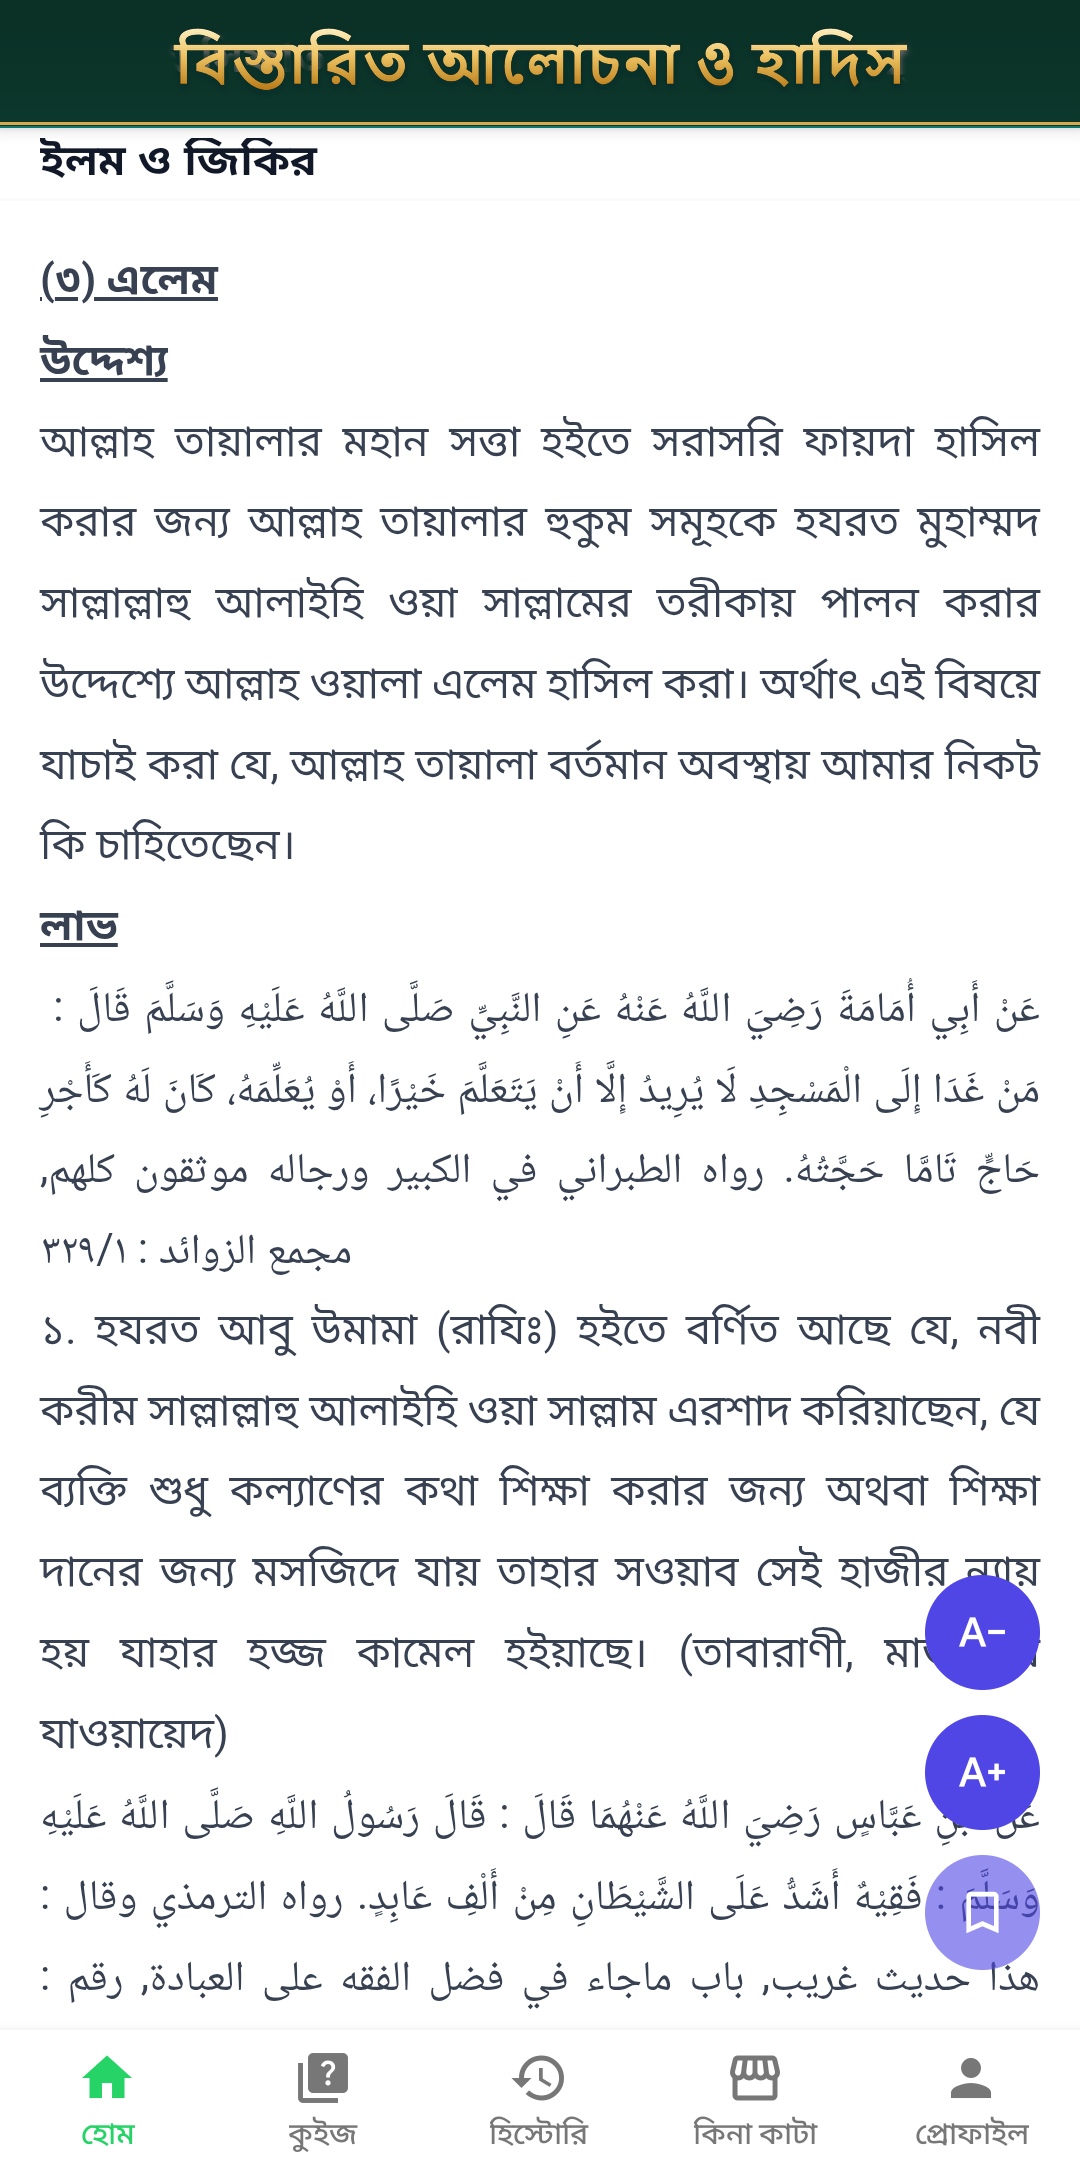 বিস্তারিত আলোচনা ও হাদিস
ইলম ও জিকির
(৩) এলেম
উদ্দেশ্য
আল্লাহ তায়ালার মহান সত্তা হইতে সরাসরি ফায়দা হাসিল
করার জন্য আল্লাহ তায়ালার হুকুম সমূহকে হযরত মুহাম্মদ
সাল্লাল্লাহু আলাইহি ওয়া সাল্লামের তরীকায় পালন করার
উদ্দেশ্যে আল্লাহ ওয়ালা এলেম হাসিল করা। অর্থাৎ এই বিষয়ে
যাচাই করা যে, আল্লাহ তায়ালা বর্তমান অবস্থায় আমার নিকট
কি চাহিতেছেন।
লাভ
عَنْ أَبِي أُمَامَةَ رَضِيَ اللَّهُ عَنْهُ عَنِ النَّبِيِّ صَلَّى اللَّهُ عَلَيْهِ وَسَلَّمَ قَالَ :
مَنْ غَدَا إِلَى الْمَسْجِدِ لَا يُرِيدُ إِلَّا أَنْ يَتَعَلَّمَ خَيْرًا، أَوْ يُعَلِّمَهُ، كَانَ لَهُ كَأَجْرِ
حَاجٍّ تَامَّا حَجَّتُهُ. رواه الطبراني في الكبير ورجاله موثقون كلهم,
مجمع الزوائد : ٣٢٩/١
১. হযরত আবু উমামা (রাযিঃ) হইতে বর্ণিত আছে যে, নবী
করীম সাল্লাল্লাহু আলাইহি ওয়া সাল্লাম এরশাদ করিয়াছেন, যে
ব্যক্তি শুধু কল্যাণের কথা শিক্ষা করার জন্য অথবা শিক্ষা
দানের জন্য মসজিদে যায় তাহার সওয়াব সেই হাজীর ন্যায়
হয় যাহার হজ্জ কামেল হইয়াছে। (তাবারাণী,
যাওয়ায়েদ)
عَبَّاسٍ رَضِيَ اللَّهُ عَنْهُمَا قَالَ : قَالَ رَسُولُ اللَّهِ صَلَّى اللَّهُ عَلَيْهِ
وَسَلَّمَ : فَقِيْهٌ أَشَدُّ عَلَى الشَّيْطَانِ مِنْ أَلْفِ عَابِدٍ. رواه الترمذي وقال :
هذا حديث غريب, باب ماجاء في فضل الفقه على العبادة, رقم :
A-
A+
হোম
কুইজ
হিস্টোরি
কিনা কাটা
প্রোফাইল